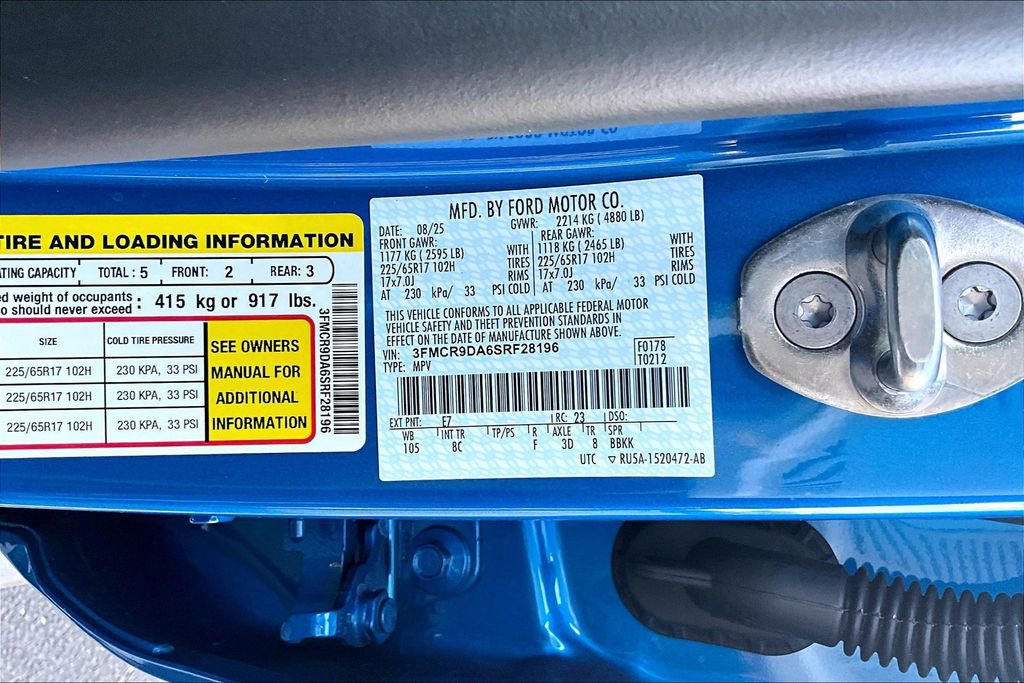 TIRE AND LOADING INFORMATION
ATING CAPACITY TOTAL : 5 FRONT: 2 REAR: 3
ed weight of occupants
o should never exceed : 415 kg or 917 lbs.
SIZE COLD TIRE PRESSURE
225/65R17 102H 230 KPA, 33 PSI
225/65R17 102H 230 KPA, 33 PSI
225/65R17 102H 230 KPA, 33 PSI
SEE OWNERS
MANUAL FOR
ADDITIONAL
INFORMATION
3FMCR9DA6SRF28196
MFD. BY FORD MOTOR CO.
DATE: 08/25 GVWR: 2214 KG ( 4880 LB)
FRONT GAWR: REAR GAWR:
1177 KG (2595 LB) WITH 1118 KG (2465 LB) WITH
225/65R17 102H TIRES 225/65R17 102H TIRES
17x7.0J RIMS 17x7.0J RIMS
AT 230 kPa/ 33 PSI COLD AT 230 kPa/ 33 PSI COLD
THIS VEHICLE CONFORMS TO ALL APPLICABLE FEDERAL MOTOR
VEHICLE SAFETY AND THEFT PREVENTION STANDARDS IN
EFFECT ON THE DATE OF MANUFACTURE SHOWN ABOVE.
VIN: 3FMCR9DA6SRF28196 F0178
TYPE: MPV T0212
EXT PNT: E7 RC: 23 DSO:
WB INT TR TP/PS R AXLE TR SPR
105 8C F 3D 8 BBKK
UTC ▽ RU5A-1520472-AB